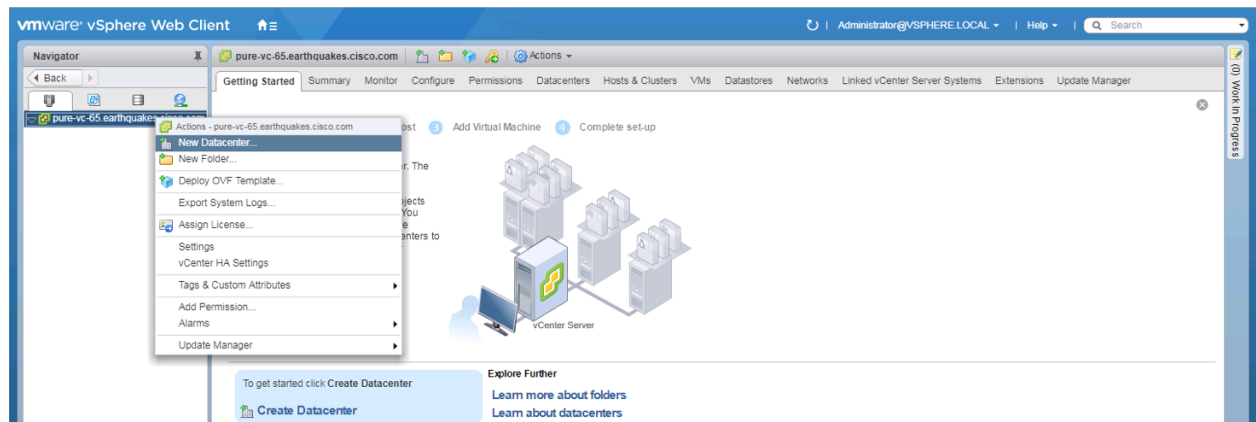 vmware® vSphere Web Client
Administrator@VSPHERE.LOCAL | Help | Search
Navigator
Back
pure-vc-65.earthquakes.cisco.com
pure-vc-65.earthquakes.cisco.com Actions
Getting Started Summary Monitor Configure Permissions Datacenters Hosts & Clusters VMs Datastores Networks Linked vCenter Server Systems Extensions Update Manager
(0) Work In Progress
Actions - pure-vc-65.earthquakes.cisco.com
New Datacenter...
New Folder...
Deploy OVF Template...
Export System Logs...
Assign License...
Settings
vCenter HA Settings
Tags & Custom Attributes
Add Permission...
Alarms
Update Manager
3 Add Virtual Machine 4 Complete set-up
r. The
You
enters to
vCenter Server
To get started click Create Datacenter
Create Datacenter
Explore Further
Learn more about folders
Learn about datacenters